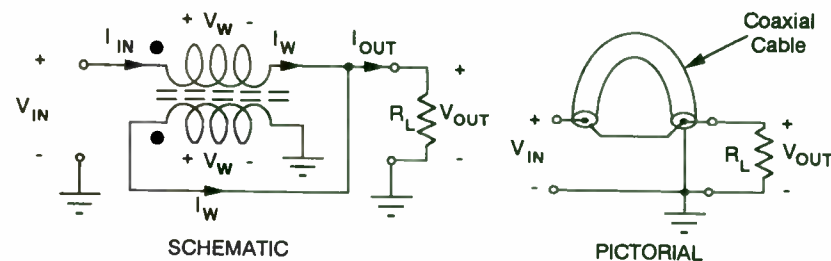 + V_W -
I_IN
I_W
I_OUT
+
V_IN
-
R_L
+
V_OUT
-
+ V_W -
I_W
SCHEMATIC
Coaxial
Cable
+
V_IN
-
R_L
+
V_OUT
-
PICTORIAL